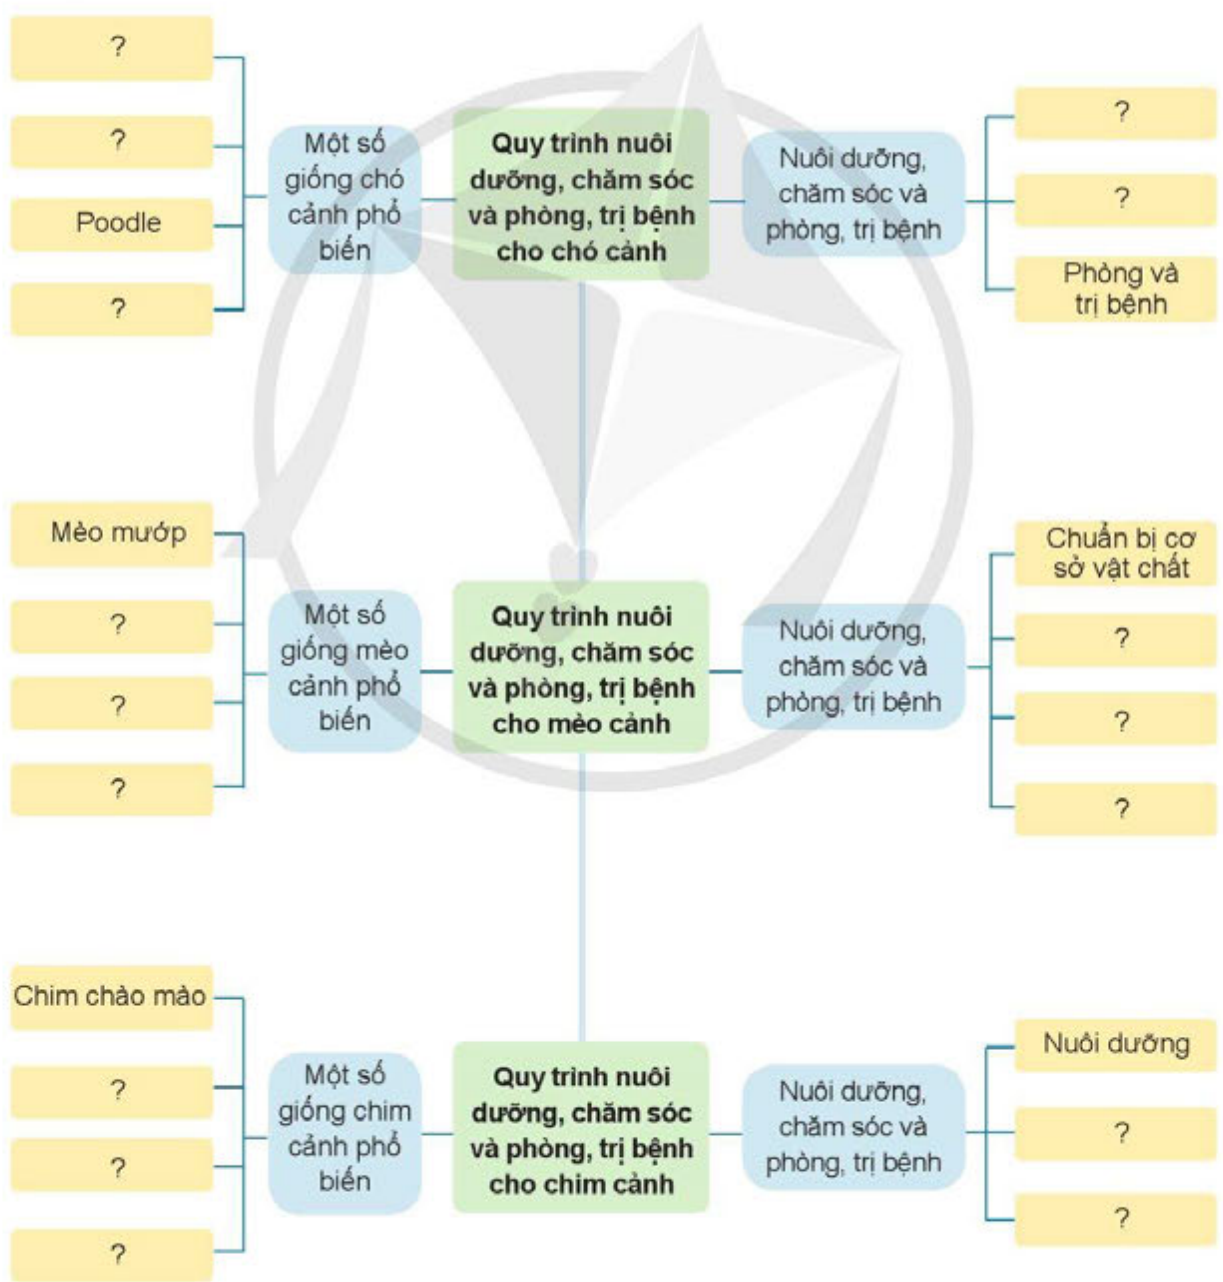 ?
?
Poodle
?
Một số
giống chó
cảnh phổ
biến
Quy trình nuôi
dưỡng, chăm sóc
và phòng, trị bệnh
cho chó cảnh
Nuôi dưỡng,
chăm sóc và
phòng, trị bệnh
?
?
Phòng và
trị bệnh
Mèo mướp
?
?
?
Một số
giống mèo
cảnh phổ
biến
Quy trình nuôi
dưỡng, chăm sóc
và phòng, trị bệnh
cho mèo cảnh
Nuôi dưỡng,
chăm sóc và
phòng, trị bệnh
Chuẩn bị cơ
sở vật chất
?
?
?
Chim chào mào
?
?
?
Một số
giống chim
cảnh phổ
biến
Quy trình nuôi
dưỡng, chăm sóc
và phòng, trị bệnh
cho chim cảnh
Nuôi dưỡng,
chăm sóc và
phòng, trị bệnh
Nuôi dưỡng
?
?